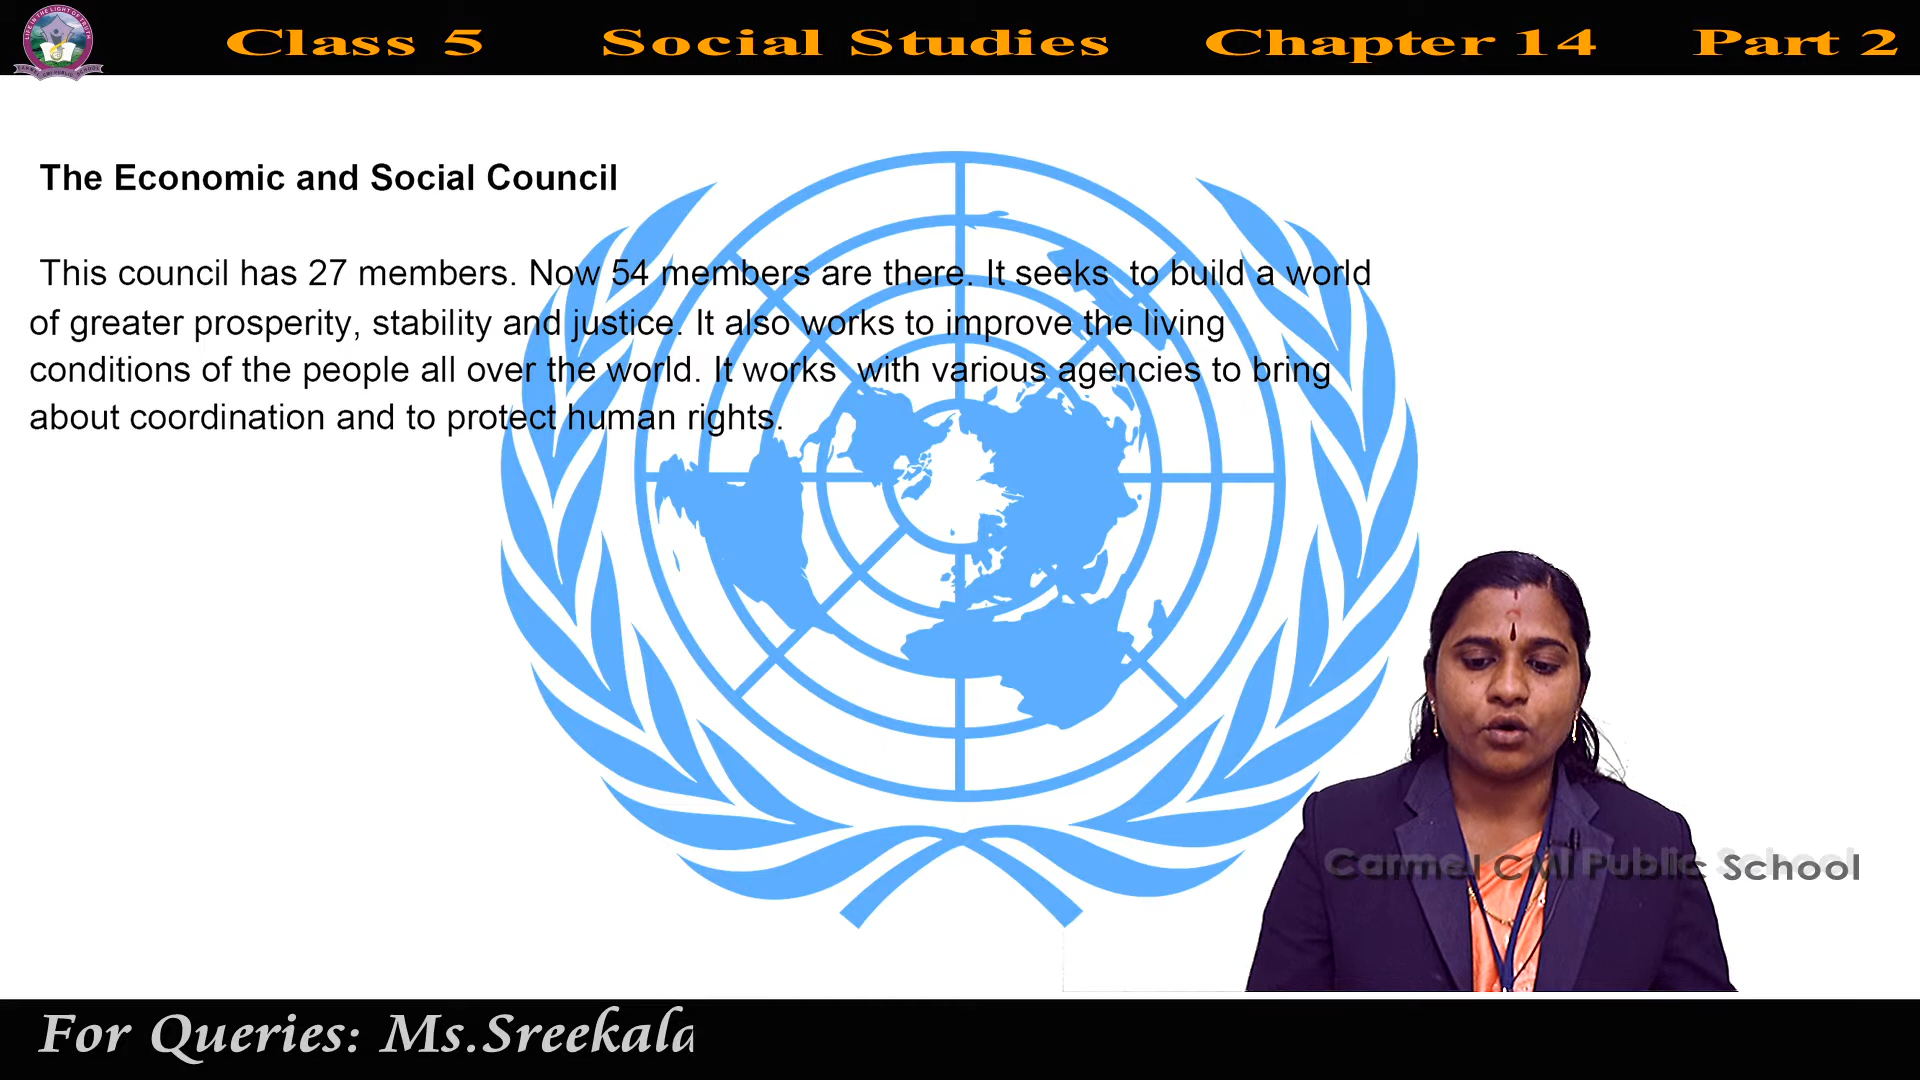 Class 5 Social Studies Chapter 14 Part 2
The Economic and Social Council
This council has 27 members. Now 54 members are there. It seeks to build a world
of greater prosperity, stability and justice. It also works to improve the living
conditions of the people all over the world. It works with various agencies to bring
about coordination and to protect human rights.
Carmel CMI Public School
For Queries: Ms.Sreekala